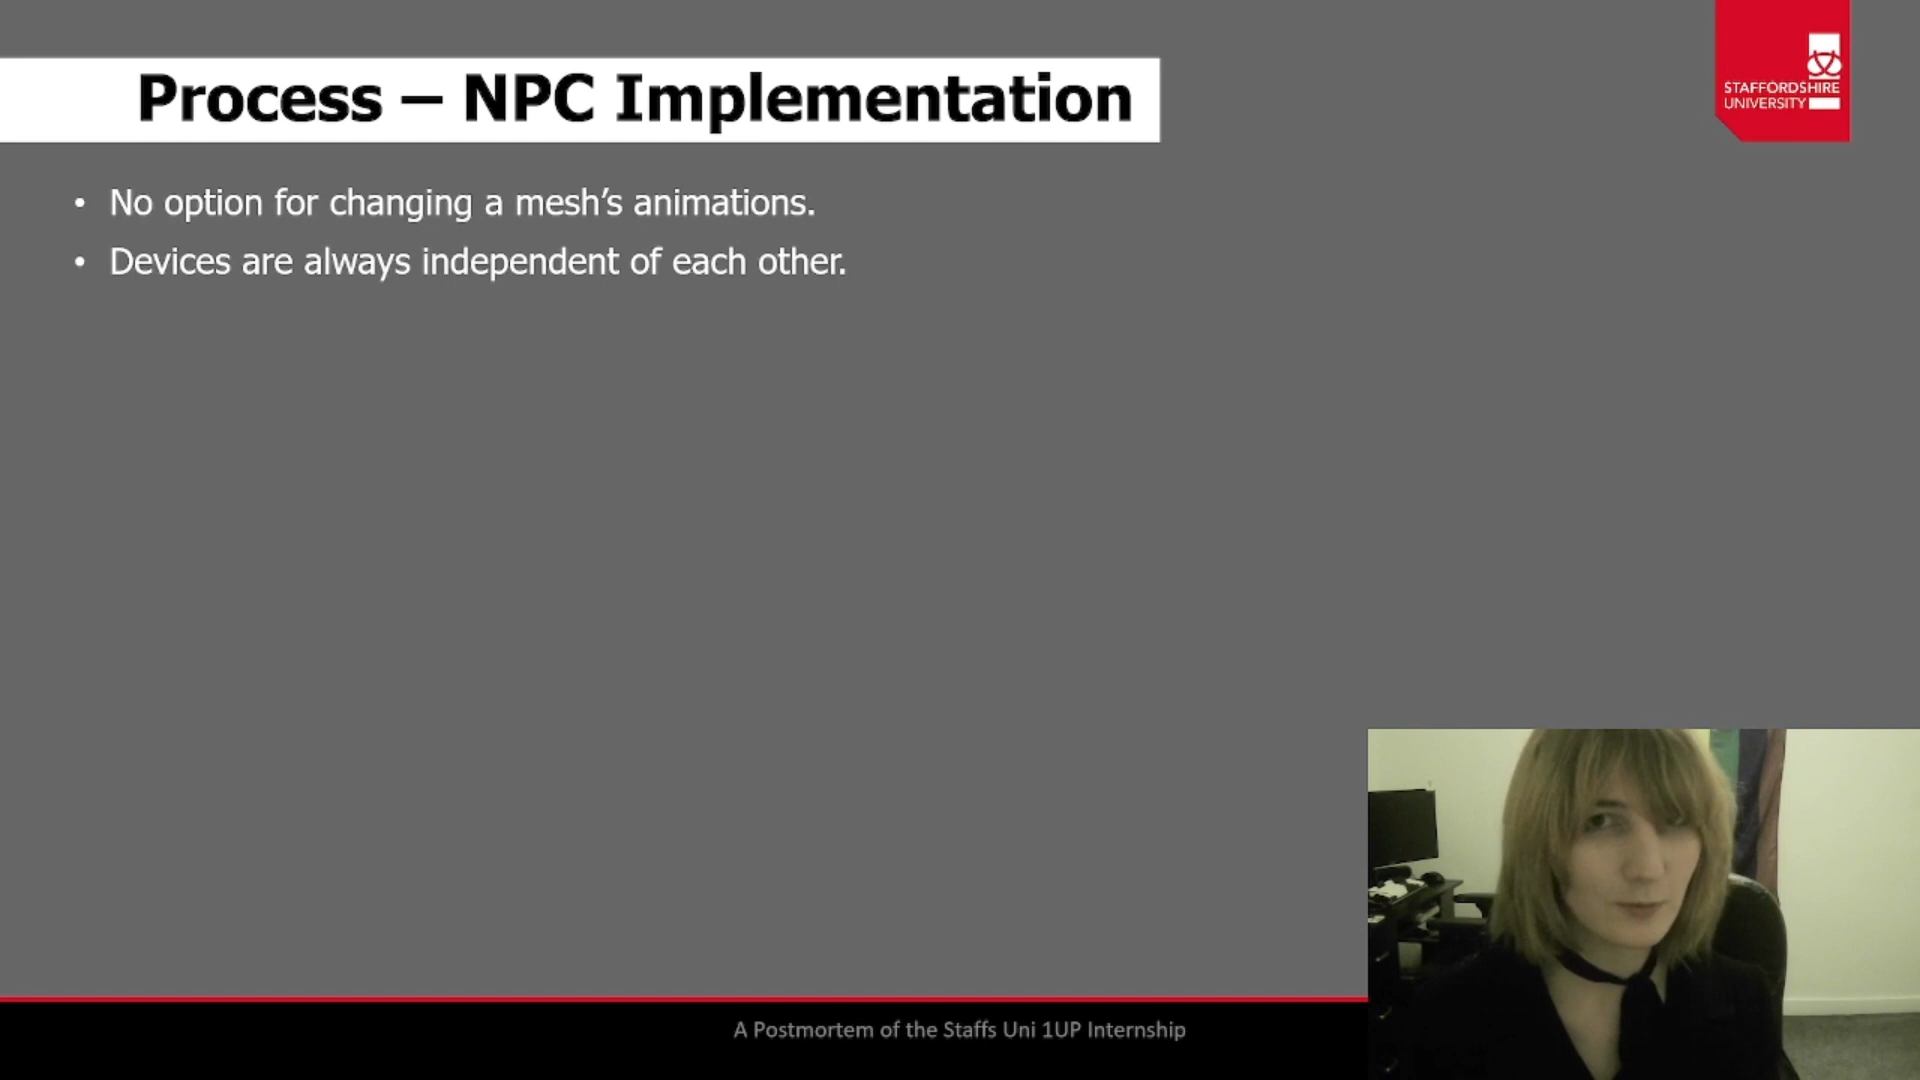 Process – NPC Implementation
STAFFORDSHIRE
UNIVERSITY
• No option for changing a mesh’s animations.
• Devices are always independent of each other.
A Postmortem of the Staffs Uni 1UP Internship